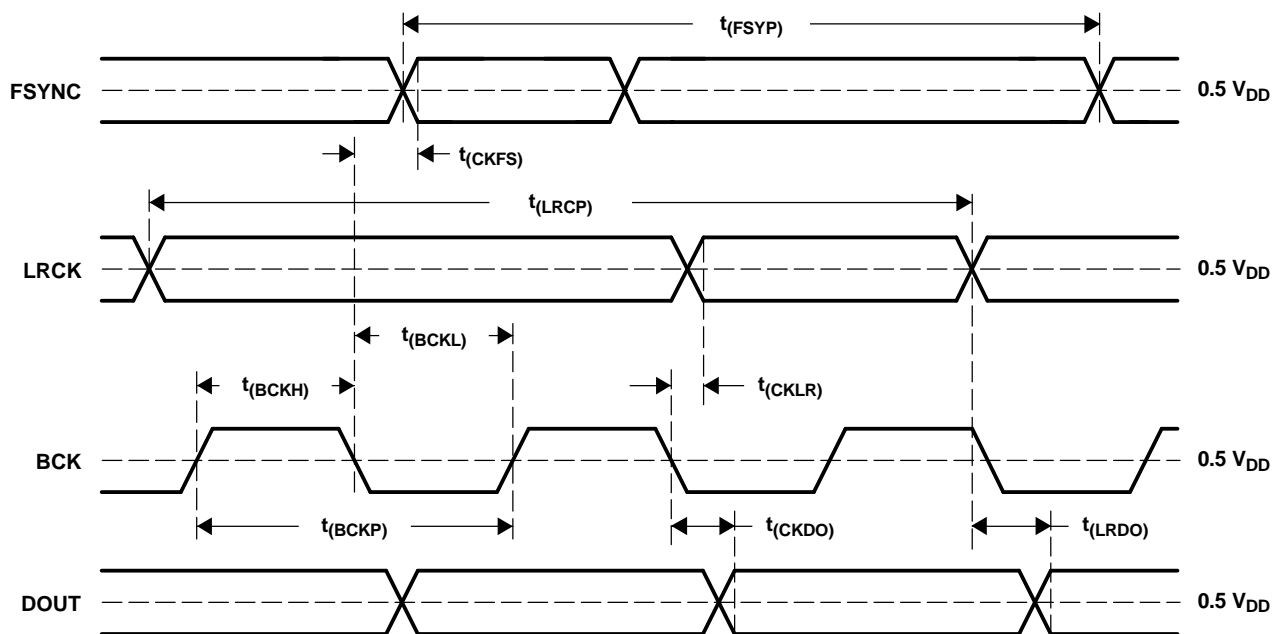 t(FSYP)
FSYNC
0.5 VDD
t(CKFS)
t(LRCP)
LRCK
0.5 VDD
t(BCKL)
t(BCKH)
t(CKLR)
BCK
0.5 VDD
t(BCKP)
t(CKDO)
t(LRDO)
DOUT
0.5 VDD